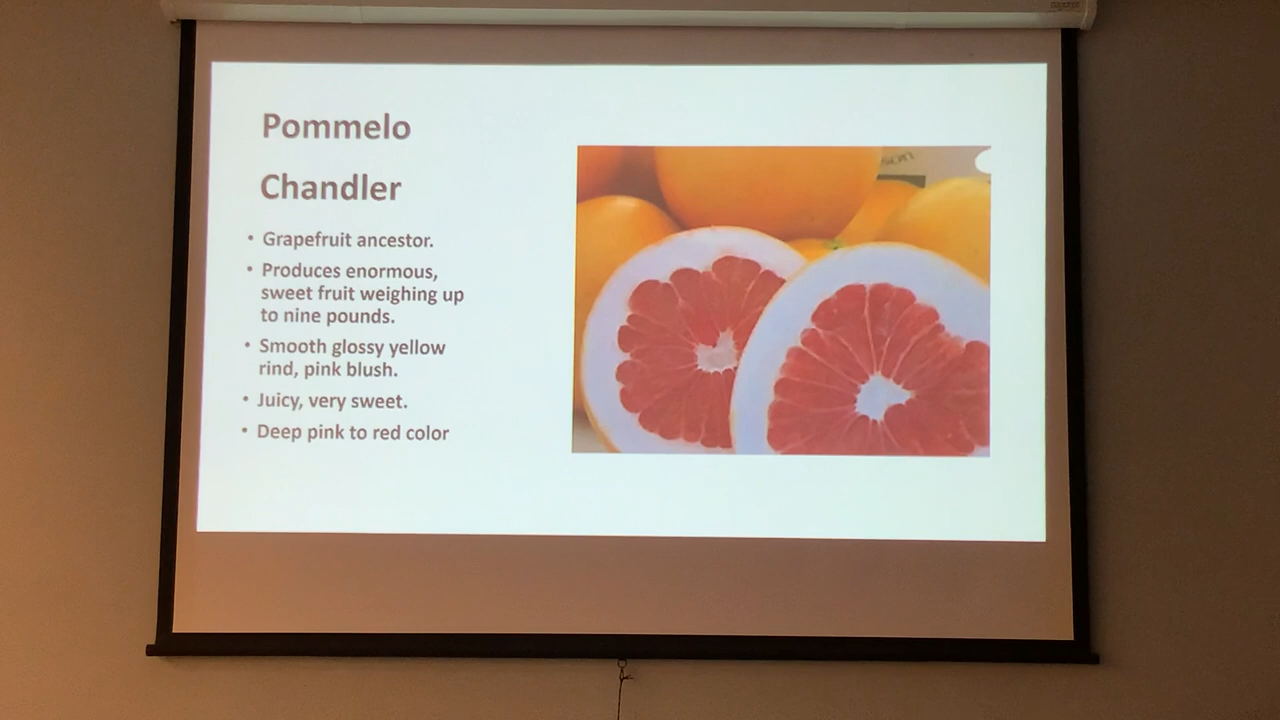 Pommelo
Chandler
• Grapefruit ancestor.
• Produces enormous,
sweet fruit weighing up
to nine pounds.
• Smooth glossy yellow
rind, pink blush.
• Juicy, very sweet.
• Deep pink to red color